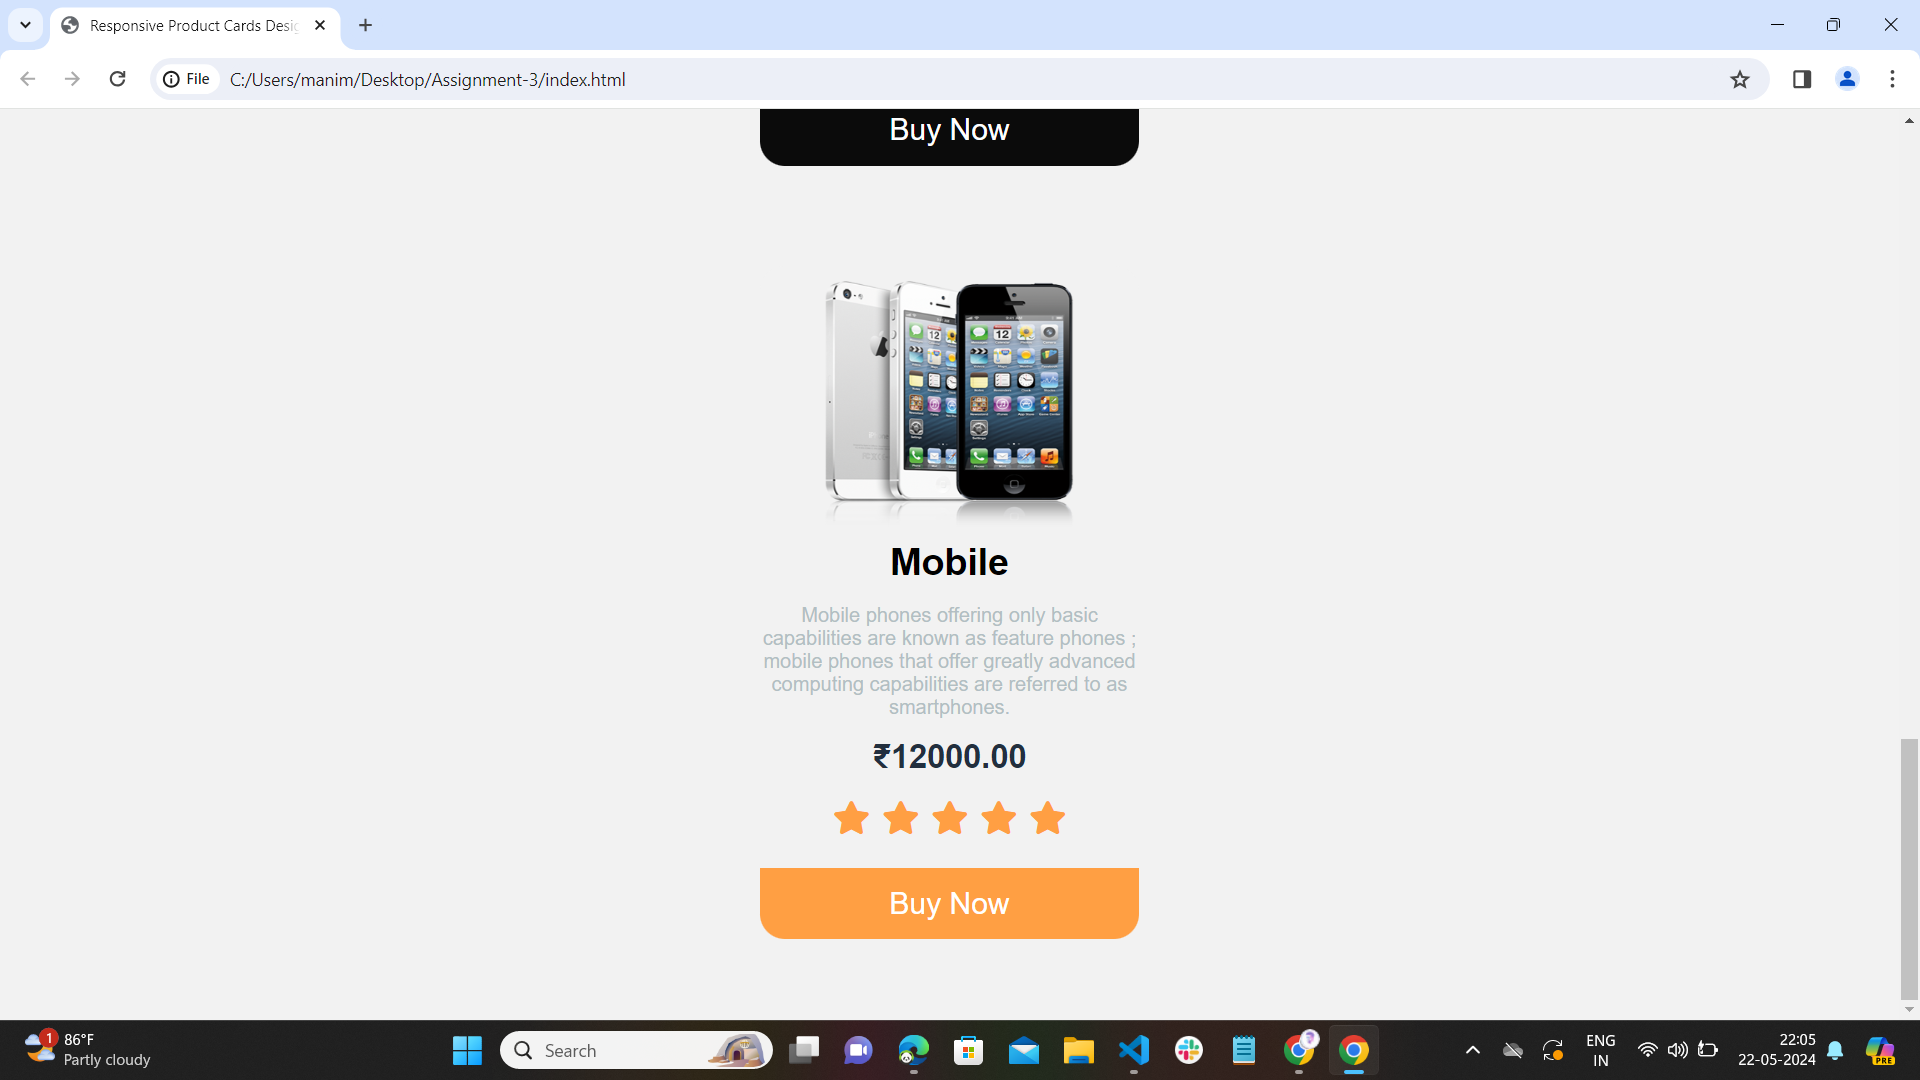 Responsive Product Cards Desig
File
C:/Users/manim/Desktop/Assignment-3/index.html
Buy Now
Mobile
Mobile phones offering only basic
capabilities are known as feature phones ;
mobile phones that offer greatly advanced
computing capabilities are referred to as
smartphones.
₹12000.00
Buy Now
1
86°F
Partly cloudy
Search
ENG
IN
22:05
22-05-2024
PRE